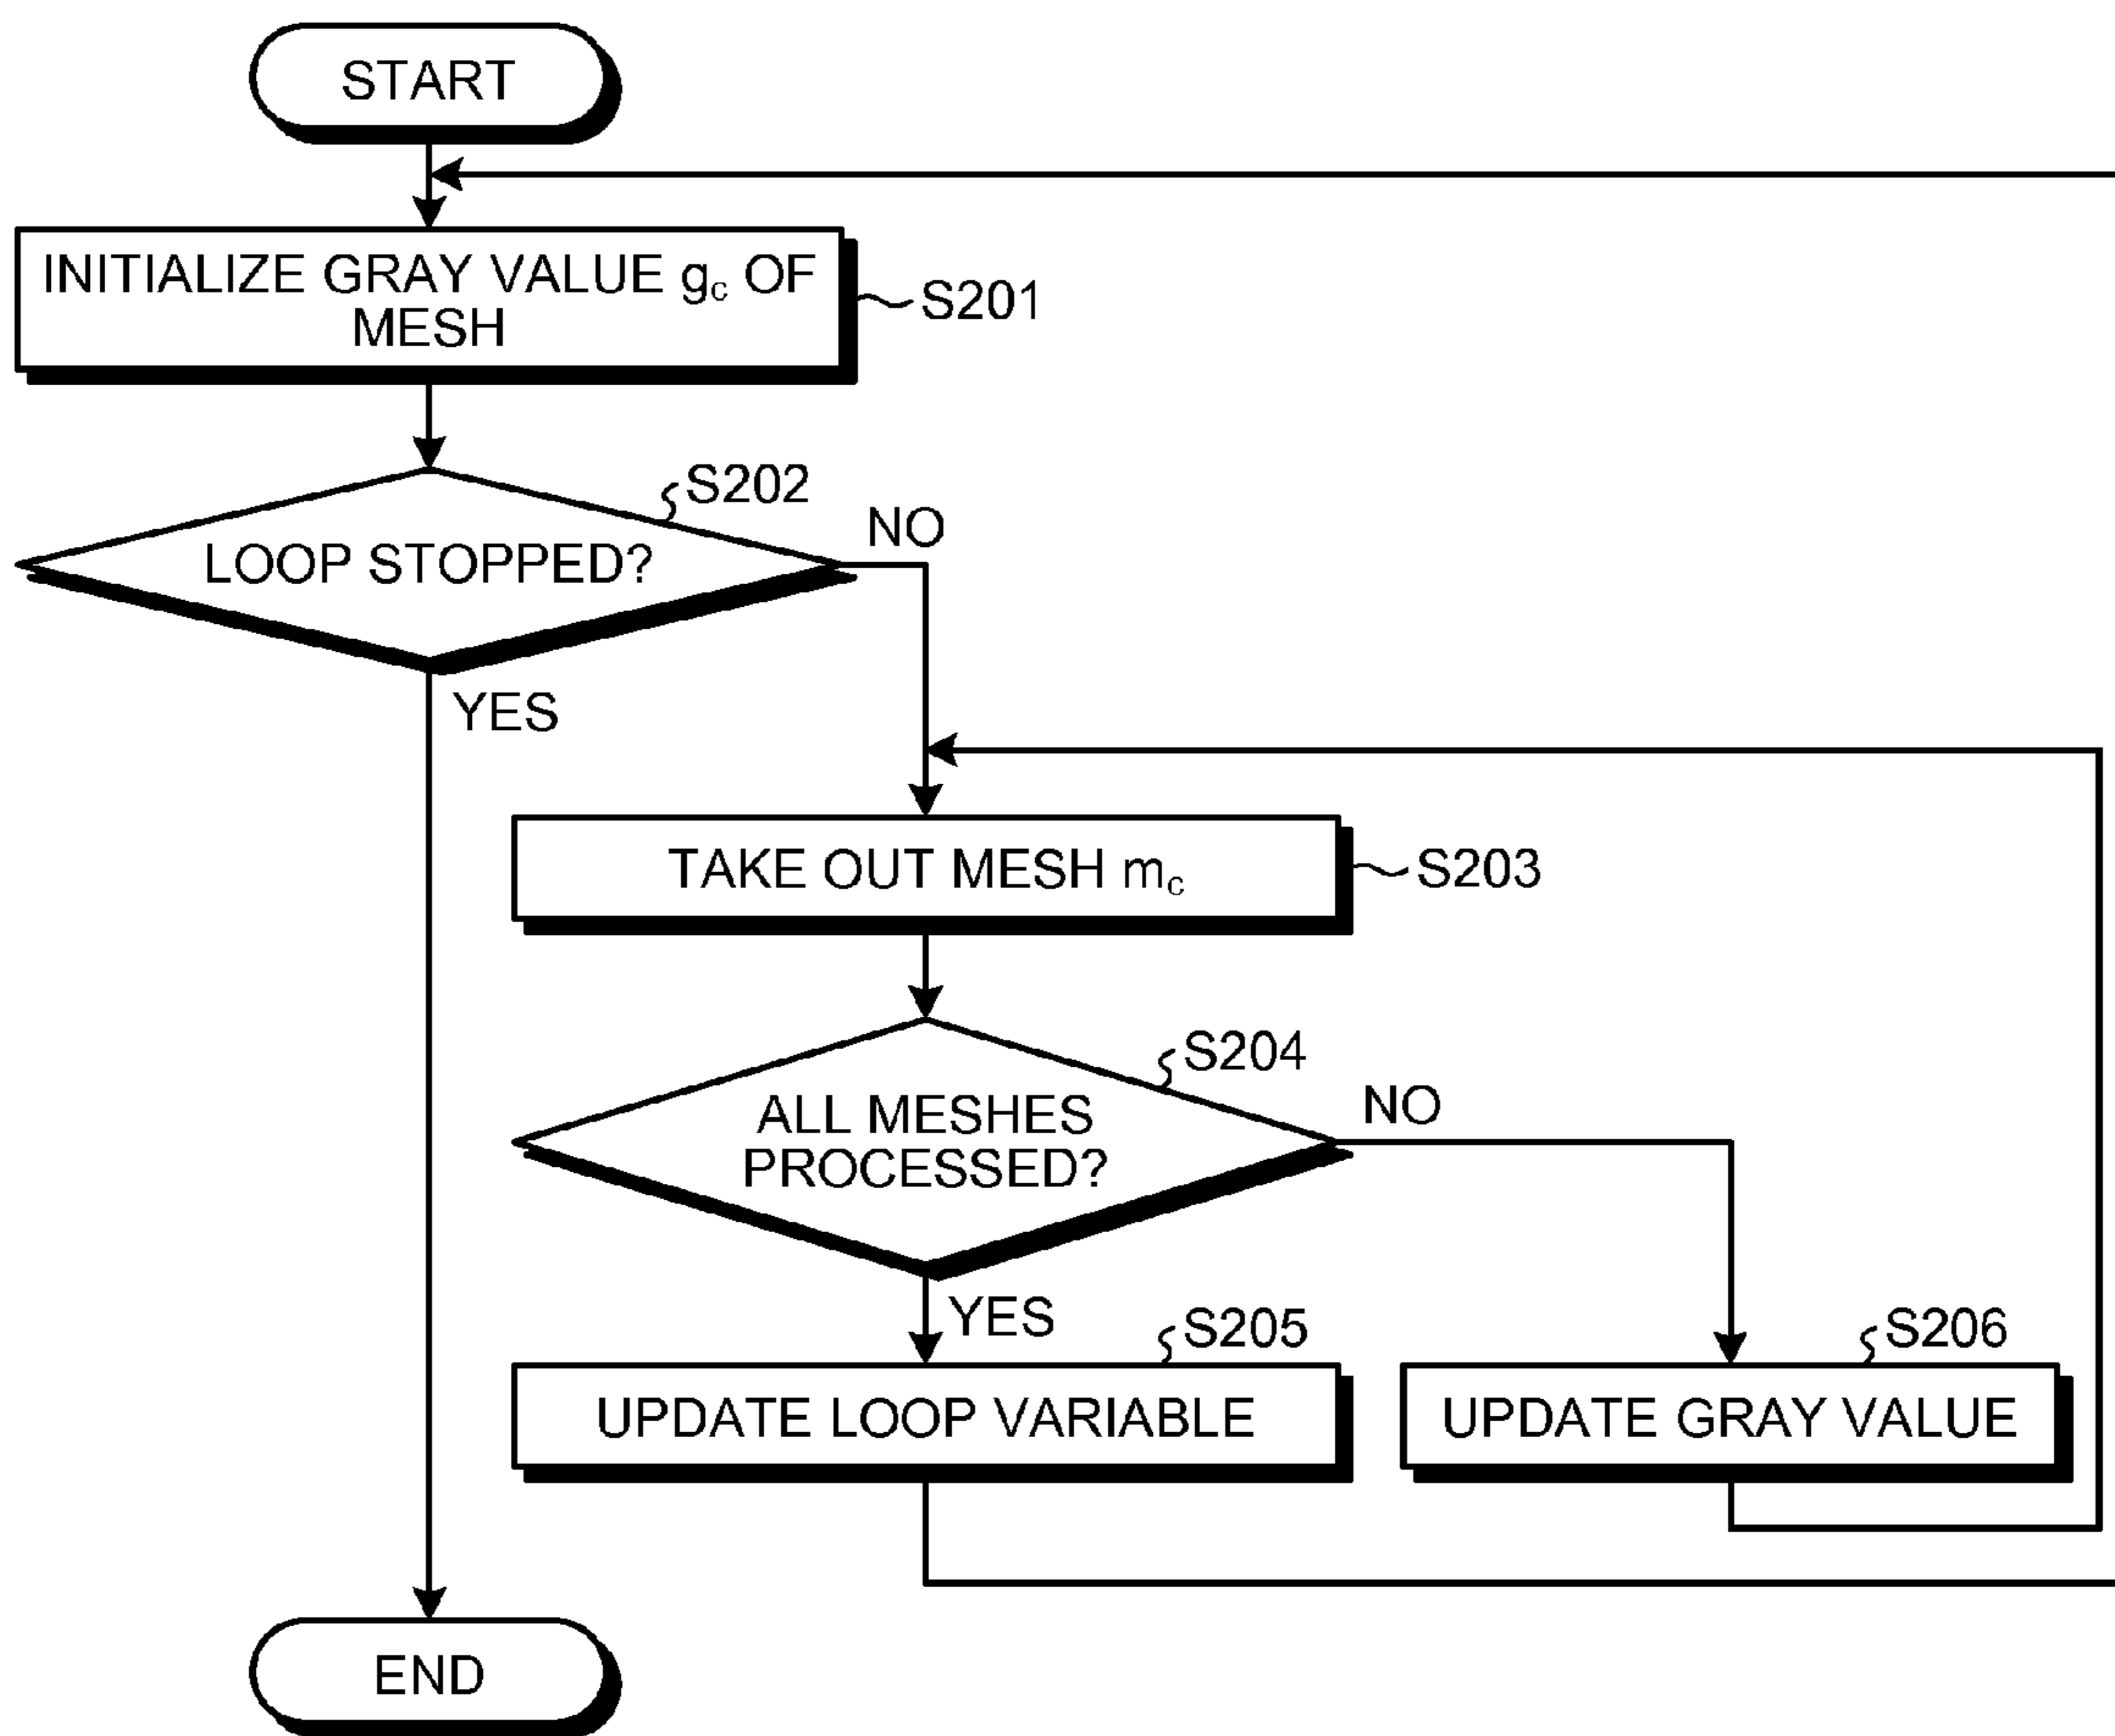 START
INITIALIZE GRAY VALUE gc OF
MESH
S201
S202
LOOP STOPPED?
NO
YES
TAKE OUT MESH mc
S203
S204
ALL MESHES
PROCESSED?
NO
YES
S205
S206
UPDATE LOOP VARIABLE
UPDATE GRAY VALUE
END